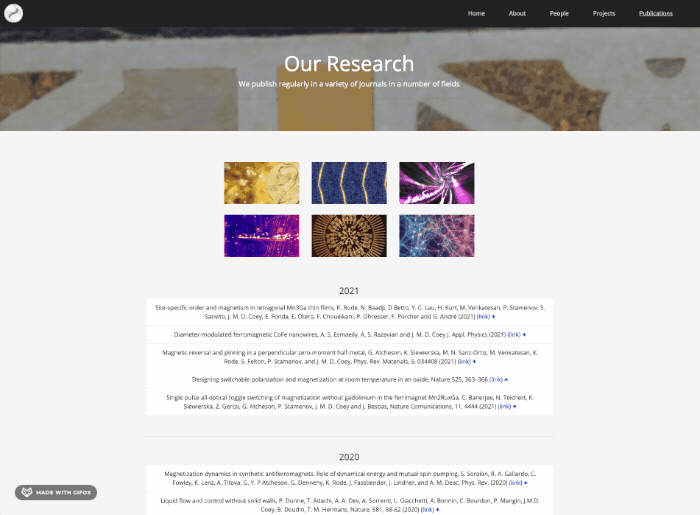 Home About People Projects Publications
Our Research
We publish regularly in a variety of journals in a number of fields
2021
Site-specific order and magnetism in tetragonal Mn3Ga thin films, K. Rode, N. Baadji, D Betto, Y. C. Lau, H. Kurt, M. Venkatesan, P. Stamenov, S.
Sanvito, J. M. D. Coey, E. Fonda, E. Otero, F. Choueikani, P. Ohresser, F. Porcher and G. André (2021) (link) ✶
Diameter-modulated ferromagnetic CoFe nanowires, A. S. Esmaeily, A. S. Razavian and J. M. D. Coey J. Appl. Physics (2021) (link) ✶
Magnetic reversal and pinning in a perpendicular zero-moment half-metal, G. Atcheson, K. Siewierska, M. N. Sanz-Ortiz, M. Venkatesan, K.
Rode, S. Felton, P. Stamenov, and J. M. D. Coey, Phys. Rev. Materials, 5, 034408 (2021) (link) ✶
Designing switchable polarization and magnetization at room temperature in an oxide, Nature 525, 363–366 (link) ✶
Single pulse all-optical toggle switching of magnetization without gadolinium in the ferrimagnet Mn2RuxGa, C. Banerjee, N. Teichert, K.
Siewierska, Z. Gercsi, G. Atcheson, P. Stamenov, J. M. D. Coey and J. Besbas, Nature Comunications, 11, 4444 (2021) (link) ✶
2020
Magnetization dynamics in synthetic antiferromagnets: Role of dynamical energy and mutual spin pumping, S. Sorokin, R. A. Gallardo, C.
Fowley, K. Lenz, A. Titova, G. Y. P Atcheson, G. Dennehy, K. Rode, J. Fassbender, J. Lindner, and A. M. Deac, Phys. Rev. (2020) (link) ✶
Liquid flow and control without solid walls, P. Dunne, T. Adachi, A. A. Dev, A. Sorrenti, L. Giacchetti, A. Bonnin, C. Bourdon, P. Mangin, J.M.D.
Coey, B. Doudin, T. M. Hermans, Nature, 581, 58-62 (2020) (link) ✶
MADE WITH GIFOX